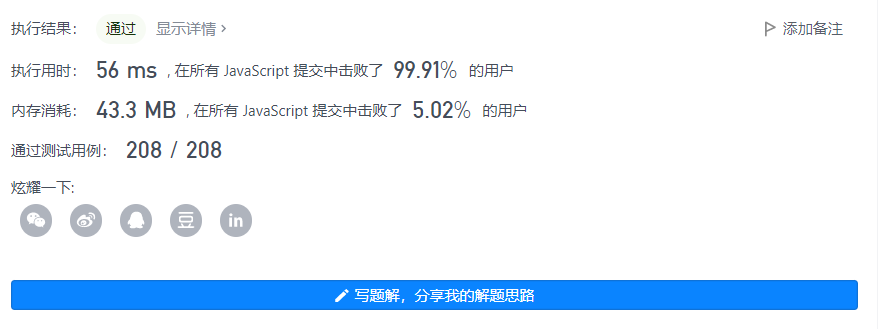 执行结果： 通过 显示详情 > 添加备注
执行用时： 56 ms , 在所有 JavaScript 提交中击败了 99.91% 的用户
内存消耗： 43.3 MB , 在所有 JavaScript 提交中击败了 5.02% 的用户
通过测试用例： 208 / 208
炫耀一下:
豆 in
写题解，分享我的解题思路